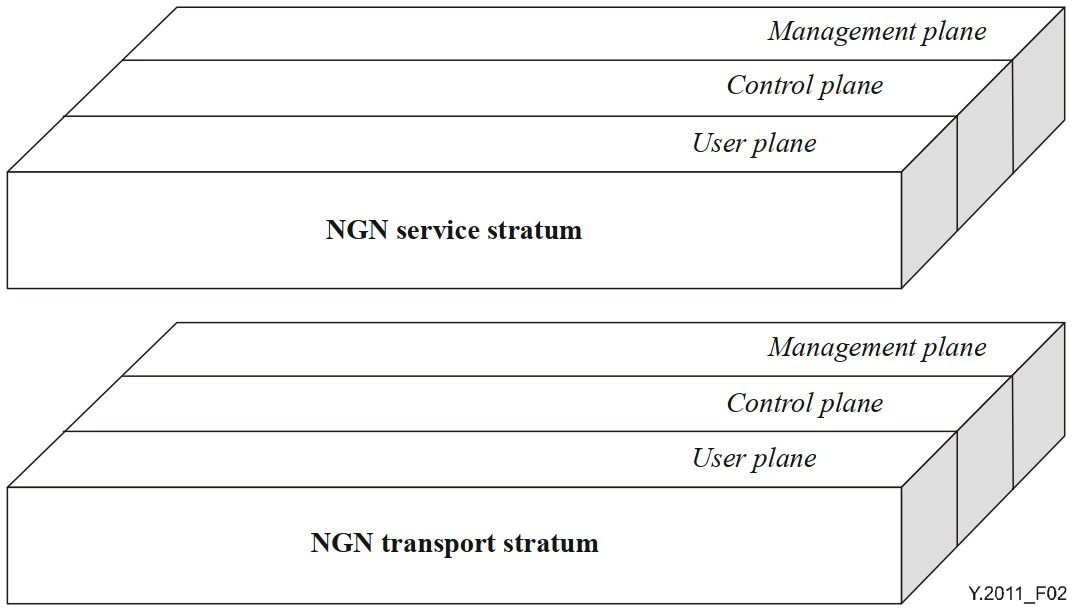 Management plane
Control plane
User plane
NGN service stratum
Management plane
Control plane
User plane
NGN transport stratum
Y.2011_F02